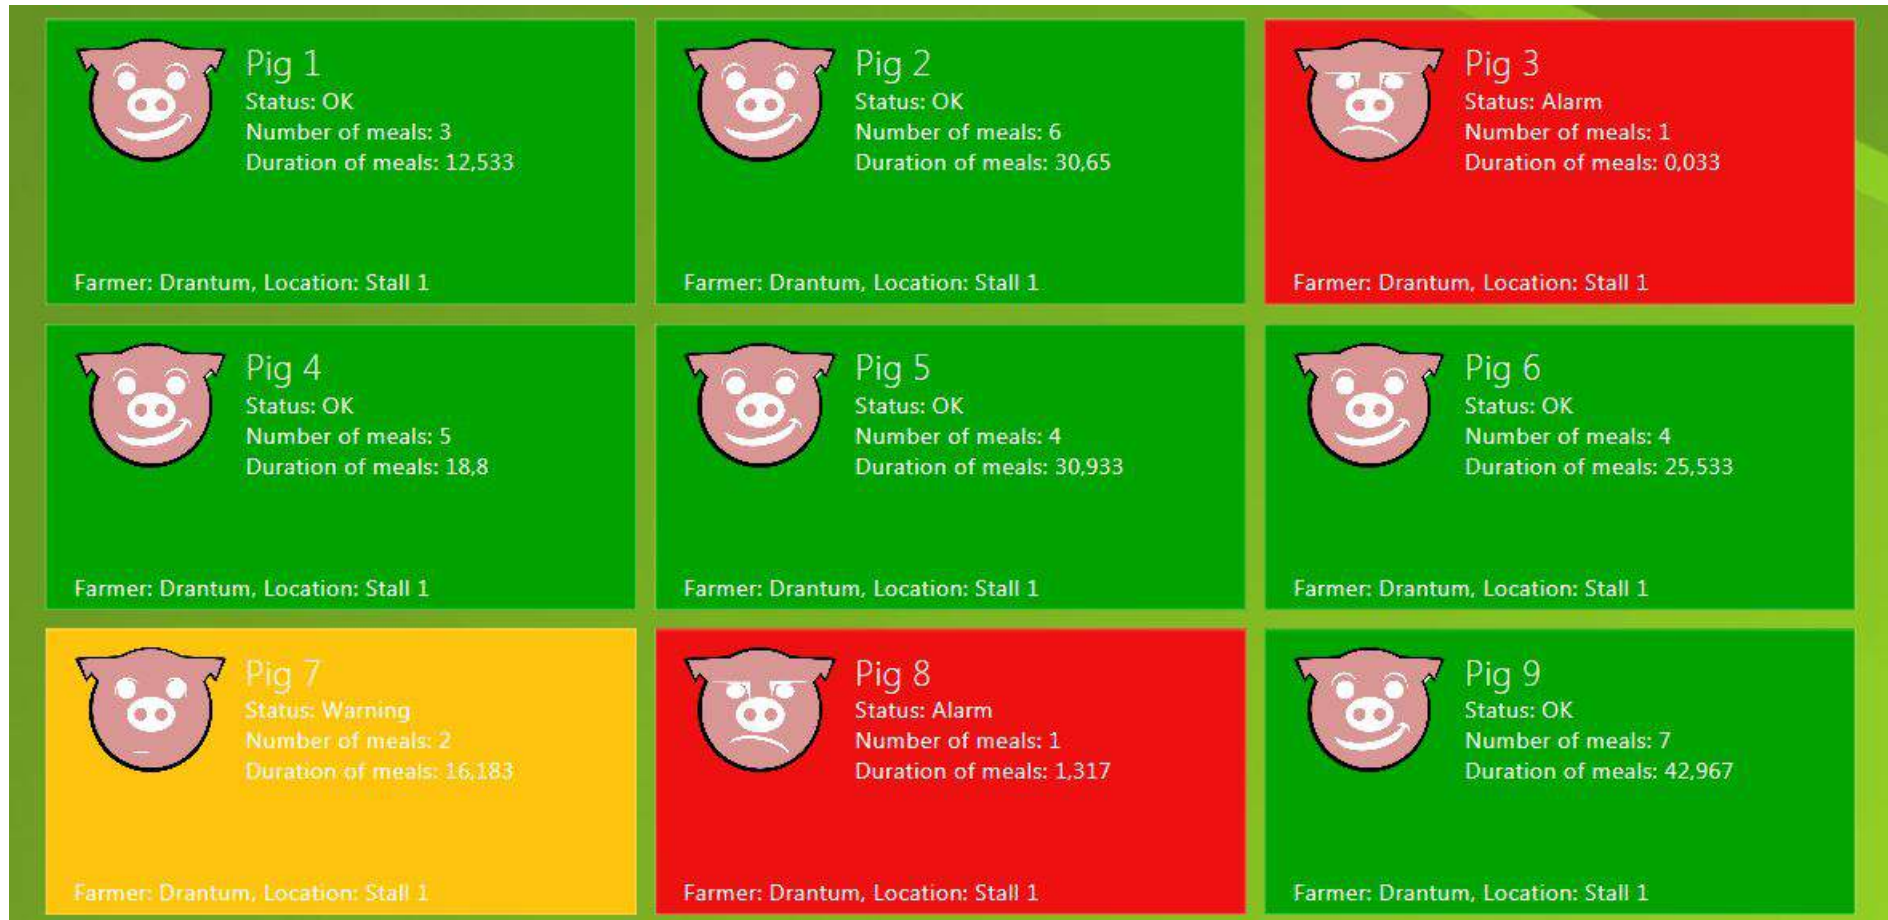 Pig 1
Status: OK
Number of meals: 3
Duration of meals: 12,533
Farmer: Drantum, Location: Stall 1
Pig 2
Status: OK
Number of meals: 6
Duration of meals: 30,65
Farmer: Drantum, Location: Stall 1
Pig 3
Status: Alarm
Number of meals: 1
Duration of meals: 0,033
Farmer: Drantum, Location: Stall 1
Pig 4
Status: OK
Number of meals: 5
Duration of meals: 18,8
Farmer: Drantum, Location: Stall 1
Pig 5
Status: OK
Number of meals: 4
Duration of meals: 30,933
Farmer: Drantum, Location: Stall 1
Pig 6
Status: OK
Number of meals: 4
Duration of meals: 25,533
Farmer: Drantum, Location: Stall 1
Pig 7
Status: Warning
Number of meals: 2
Duration of meals: 16,183
Farmer: Drantum, Location: Stall 1
Pig 8
Status: Alarm
Number of meals: 1
Duration of meals: 1,317
Farmer: Drantum, Location: Stall 1
Pig 9
Status: OK
Number of meals: 7
Duration of meals: 42,967
Farmer: Drantum, Location: Stall 1